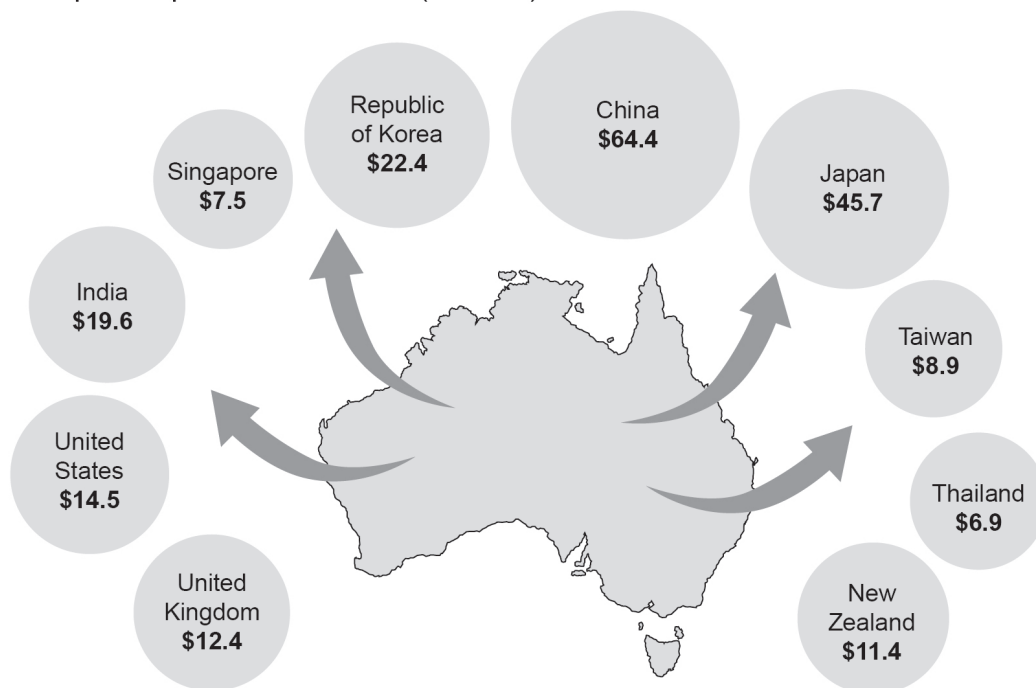 Republic
of Korea
$22.4
China
$64.4
Singapore
$7.5
Japan
$45.7
India
$19.6
Taiwan
$8.9
United
States
$14.5
Thailand
$6.9
United
Kingdom
$12.4
New
Zealand
$11.4